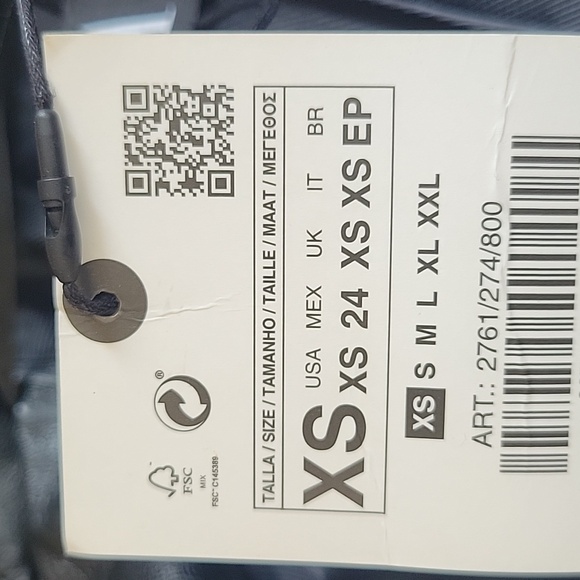 ®
FSC
MIX
FSC™ C145389
TALLA / SIZE / TAMANHO / TAILLE / MAAT / ΜΕΓΕΘΟΣ
XS
USA MEX UK IT BR
XS 24 XS XS EP
XS S M L XL XXL
ART.: 2761/274/800